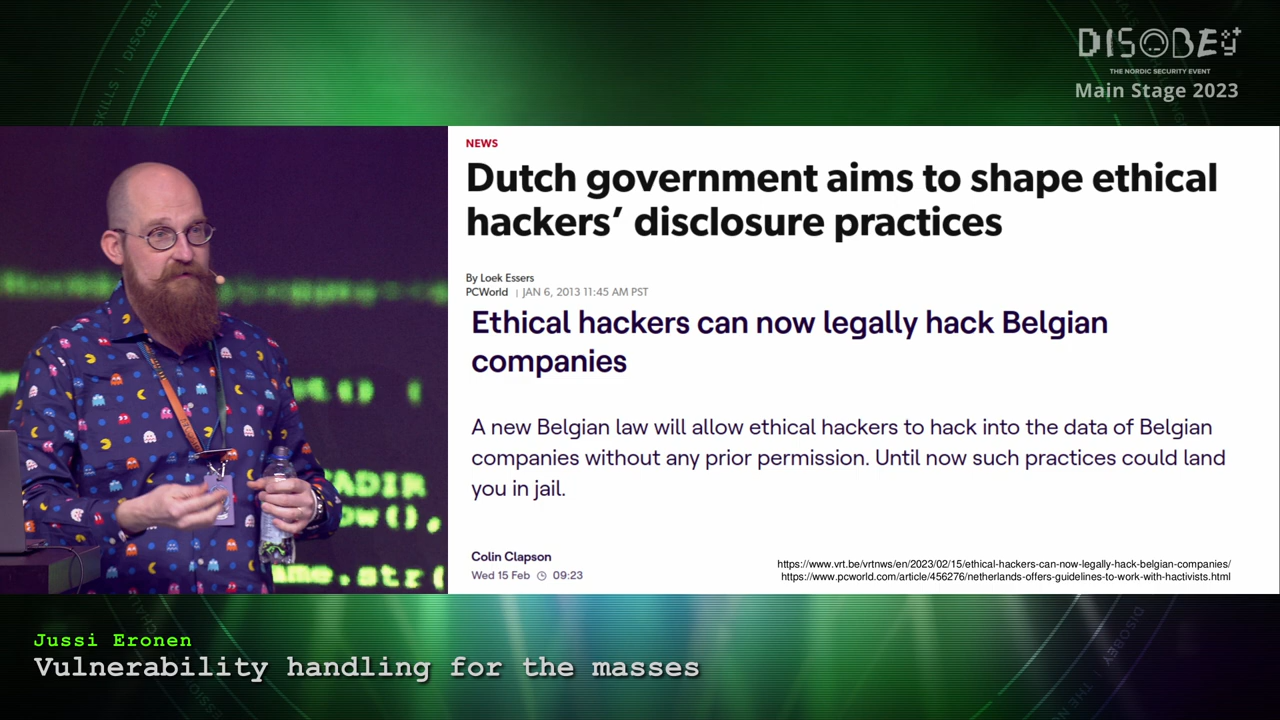 DISOBEY
THE NORDIC SECURITY EVENT
Main Stage 2023
SKILLS | DISOBEY
NEWS
Dutch government aims to shape ethical
hackers’ disclosure practices
By Loek Essers
PCWorld | JAN 6, 2013 11:45 AM PST
Ethical hackers can now legally hack Belgian
companies
A new Belgian law will allow ethical hackers to hack into the data of Belgian
companies without any prior permission. Until now such practices could land
you in jail.
Colin Clapson
Wed 15 Feb 09:23
https://www.vrt.be/vrtnws/en/2023/02/15/ethical-hackers-can-now-legally-hack-belgian-companies/
https://www.pcworld.com/article/456276/netherlands-offers-guidelines-to-work-with-hactivists.html
ame.str(
Jussi Eronen
Vulnerability handling for the masses